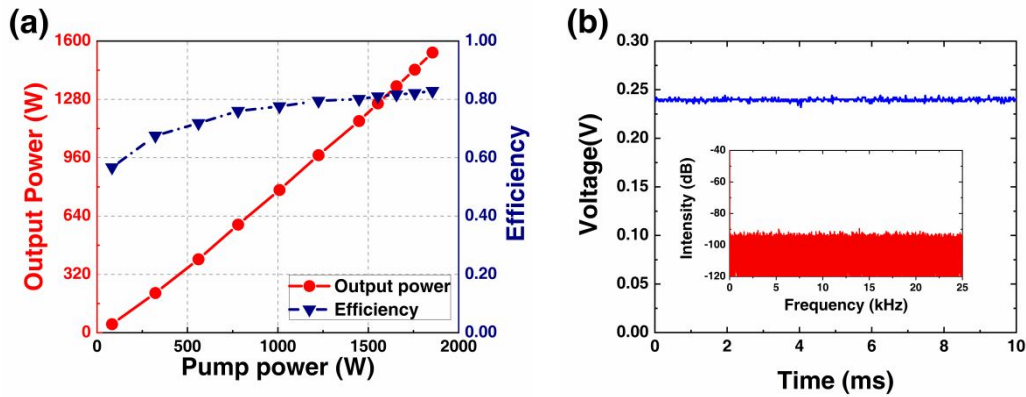 (a)
1600
1280
960
640
320
0
Output Power (W)
1.00
0.80
0.60
0.40
0.20
0.00
Efficiency
Output power
Efficiency
0 500 1000 1500 2000
Pump power (W)
(b)
0.30
0.25
0.20
0.15
0.10
0.05
0.00
Voltage(V)
-40
-60
-80
-100
-120
Intensity (dB)
0 5 10 15 20 25
Frequency (kHz)
0 2 4 6 8 10
Time (ms)